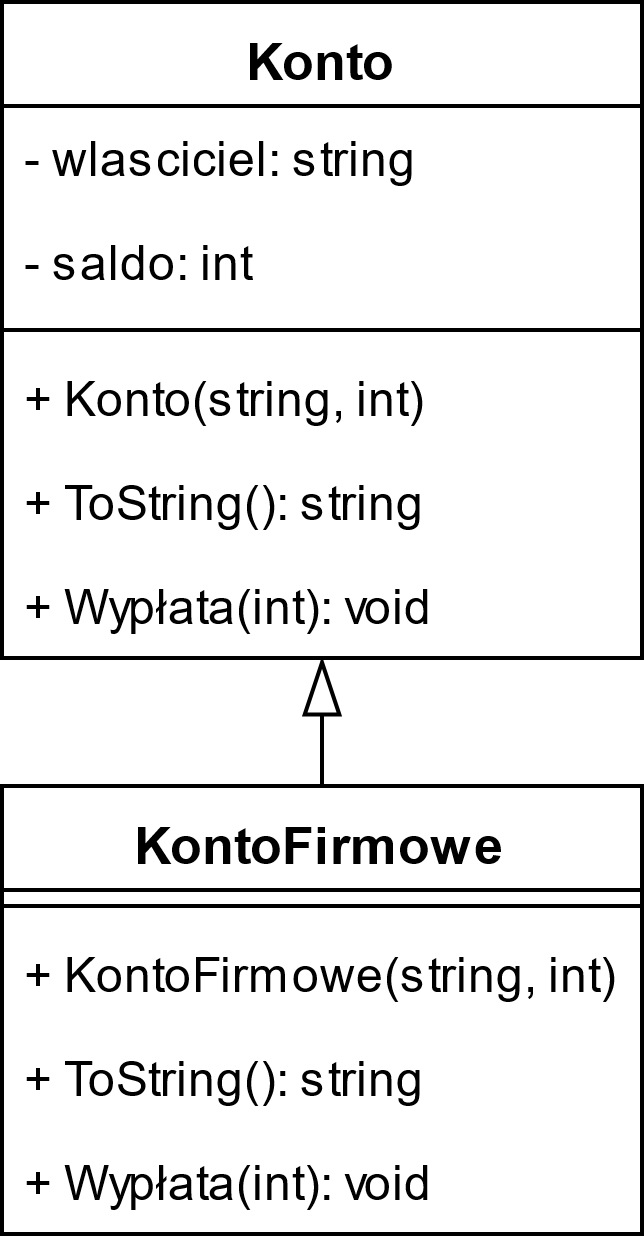 Konto
- wlasciciel: string
- saldo: int
+ Konto(string, int)
+ ToString(): string
+ Wypłata(int): void
KontoFirmowe
+ KontoFirmowe(string, int)
+ ToString(): string
+ Wypłata(int): void